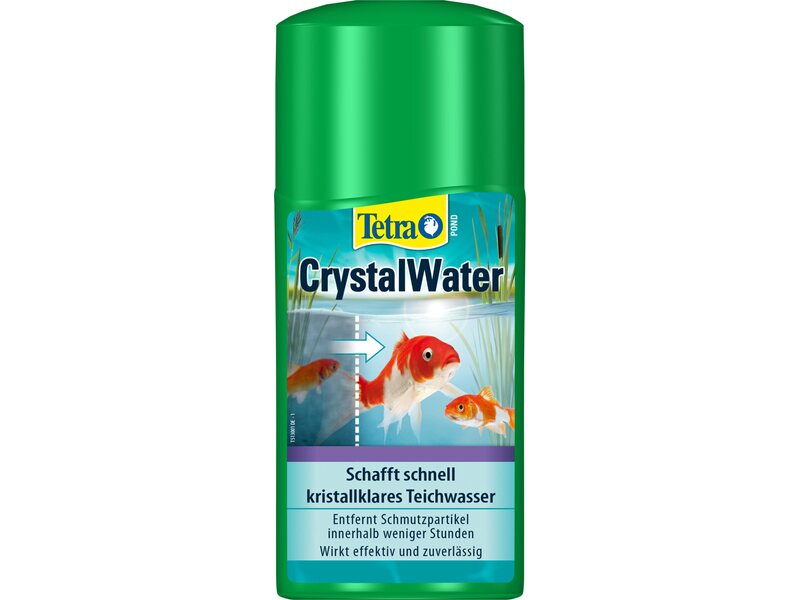 Tetra
POND
CrystalWater
Schafft schnell
kristallklares Teichwasser
Entfernt Schmutzpartikel
innerhalb weniger Stunden
Wirkt effektiv und zuverlässig